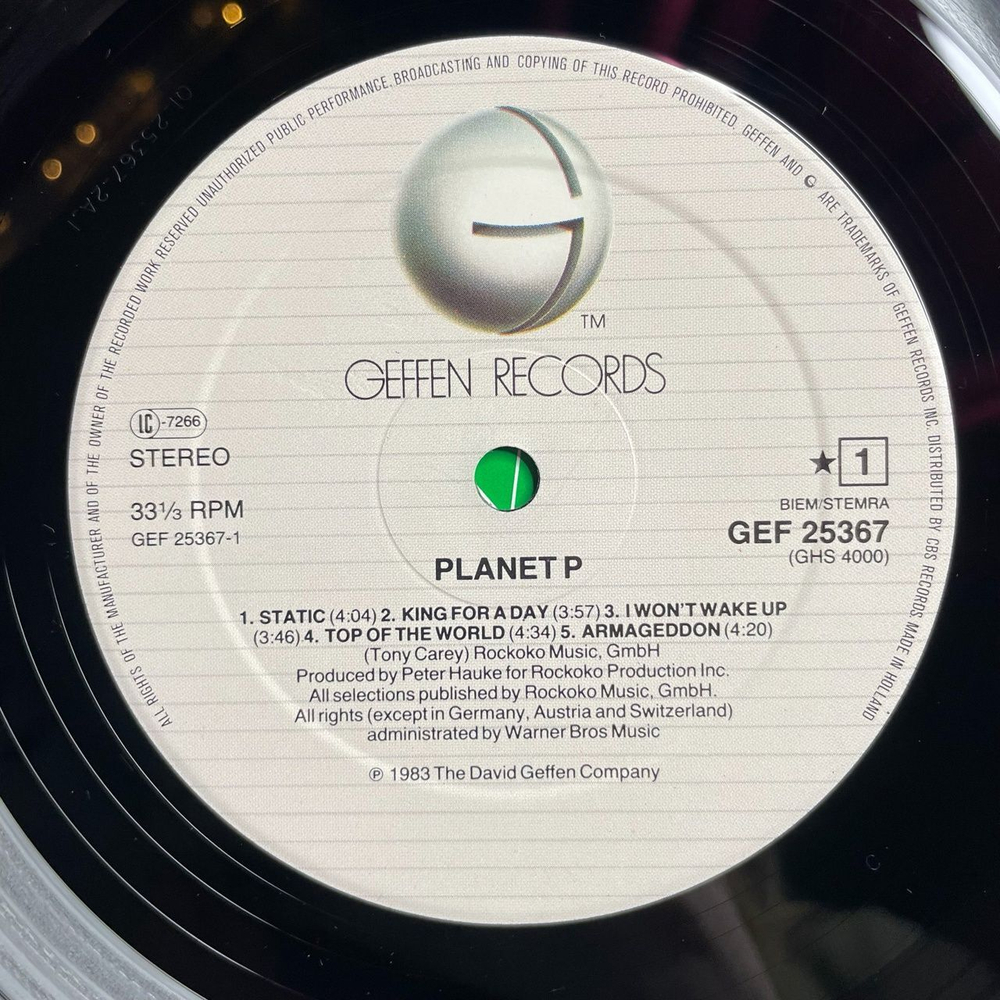 ALL RIGHTS OF THE MANUFACTURER AND OF THE OWNER OF THE RECORDED WORK RESERVED UNAUTHORIZED PUBLIC PERFORMANCE, BROADCASTING AND COPYING OF THIS RECORD PROHIBITED. GEFFEN AND G ARE TRADEMARKS OF GEFFEN RECORDS INC. DISTRIBUTED BY CBS RECORDS. MADE IN HOLLAND
TM
GEFFEN RECORDS
LC-7266
STEREO
33⅓ RPM
GEF 25367-1
★ 1
BIEM/STEMRA
GEF 25367
(GHS 4000)
PLANET P
1. STATIC (4:04) 2. KING FOR A DAY (3:57) 3. I WON'T WAKE UP
(3:46) 4. TOP OF THE WORLD (4:34) 5. ARMAGEDDON (4:20)
(Tony Carey) Rockoko Music, GmbH
Produced by Peter Hauke for Rockoko Production Inc.
All selections published by Rockoko Music, GmbH.
All rights (except in Germany, Austria and Switzerland)
administrated by Warner Bros Music
℗ 1983 The David Geffen Company